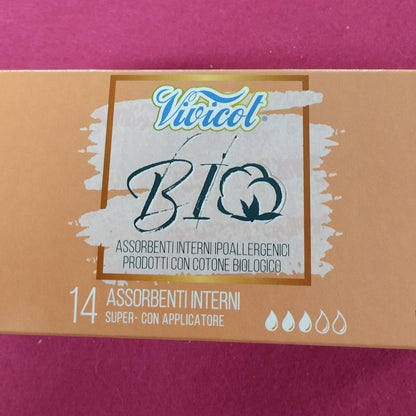 Vivicot®
BIO
ASSORBENTI INTERNI IPOALLERGENICI
PRODOTTI CON COTONE BIOLOGICO
14 ASSORBENTI INTERNI
SUPER- CON APPLICATORE